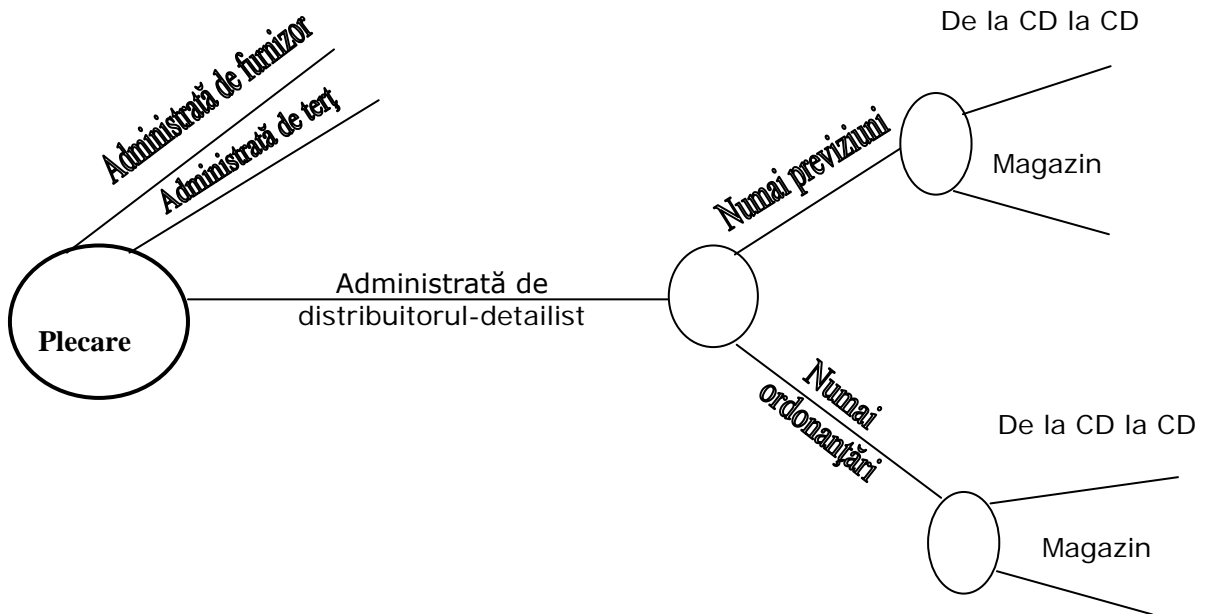 De la CD la CD
Administrată de furnizor
Administrată de terţ
Numai previziuni
Magazin
Administrată de
distribuitorul-detailist
Plecare
Numai
ordonanţări
De la CD la CD
Magazin